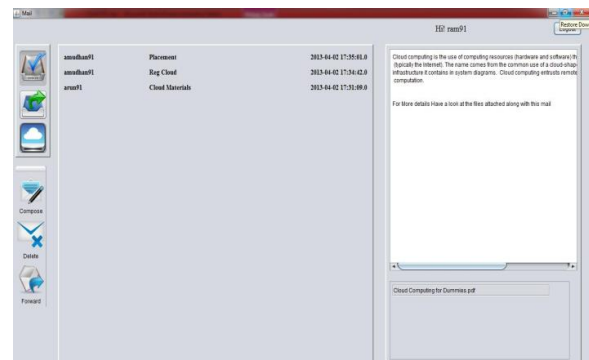 Mail
Restore Dow
Hi! ram91
Logout
amudhan91 Placement 2013-04-02 17:35:01.0
amudhan91 Reg Cloud 2013-04-02 17:34:42.0
arun91 Cloud Materials 2013-04-02 17:31:09.0
Cloud computing is the use of computing resources (hardware and software) th
(typically the Internet). The name comes from the common use of a cloud-shap
infrastructure it contains in system diagrams. Cloud computing entrusts remote
computation.
For More details Have a look at the files attached along with this mail
Compose
Delete
Forward
Cloud Computing for Dummies.pdf